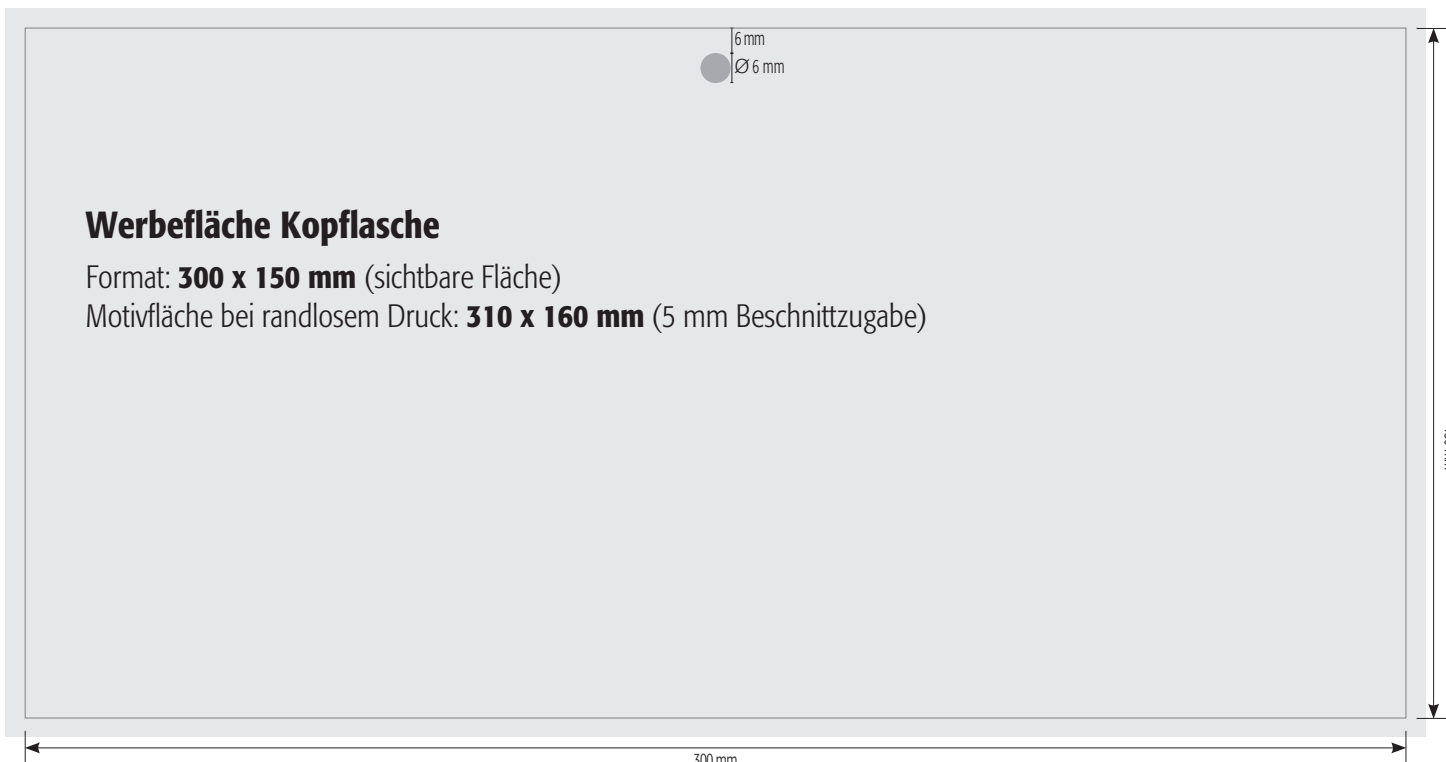 6 mm
Ø 6 mm
Werbefläche Kopflasche
Format: 300 x 150 mm (sichtbare Fläche)
Motivfläche bei randlosem Druck: 310 x 160 mm (5 mm Beschnittzugabe)
300 mm